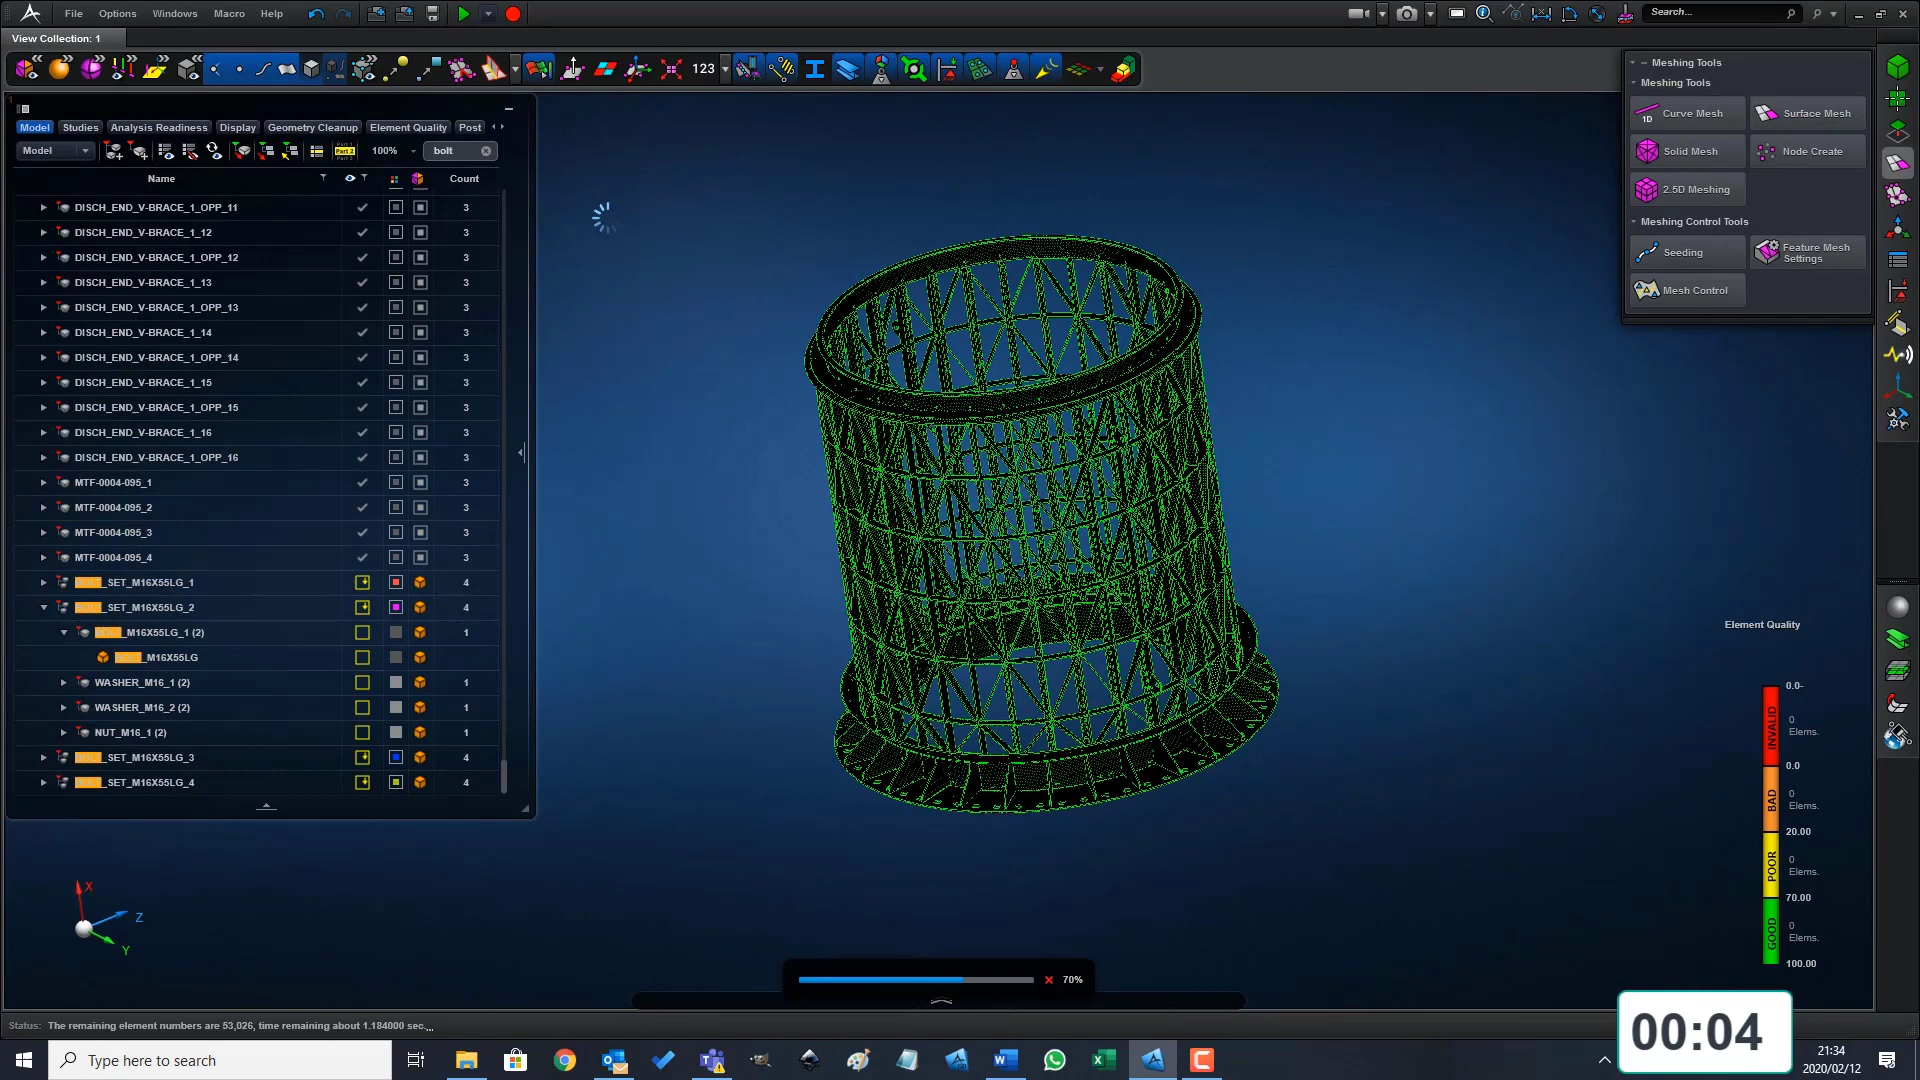 File Options Windows Macro Help
Search...
View Collection: 1
123
Meshing Tools
Meshing Tools
Curve Mesh
1D
Surface Mesh
Solid Mesh
Node Create
2.5D Meshing
Meshing Control Tools
Seeding
Feature Mesh Settings
Mesh Control
Model Studies Analysis Readiness Display Geometry Cleanup Element Quality Post
Model 100% bolt
Name Count
DISCH_END_V-BRACE_1_OPP_11 3
DISCH_END_V-BRACE_1_12 3
DISCH_END_V-BRACE_1_OPP_12 3
DISCH_END_V-BRACE_1_13 3
DISCH_END_V-BRACE_1_OPP_13 3
DISCH_END_V-BRACE_1_14 3
DISCH_END_V-BRACE_1_OPP_14 3
DISCH_END_V-BRACE_1_15 3
DISCH_END_V-BRACE_1_OPP_15 3
DISCH_END_V-BRACE_1_16 3
DISCH_END_V-BRACE_1_OPP_16 3
MTF-0004-095_1 3
MTF-0004-095_2 3
MTF-0004-095_3 3
MTF-0004-095_4 3
_SET_M16X55LG_1 4
_SET_M16X55LG_2 4
_M16X55LG_1 (2) 1
_M16X55LG
WASHER_M16_1 (2) 1
WASHER_M16_2 (2) 1
NUT_M16_1 (2) 1
_SET_M16X55LG_3 4
_SET_M16X55LG_4 4
X
Z
Y
Element Quality
0.0-
INVALID
0
Elems.
0.0
BAD
0
Elems.
20.00
POOR
0
Elems.
70.00
GOOD
0
Elems.
100.00
70%
Status: The remaining element numbers are 53,026, time remaining about 1.184000 sec...
00:04
Type here to search
21:34
2020/02/12